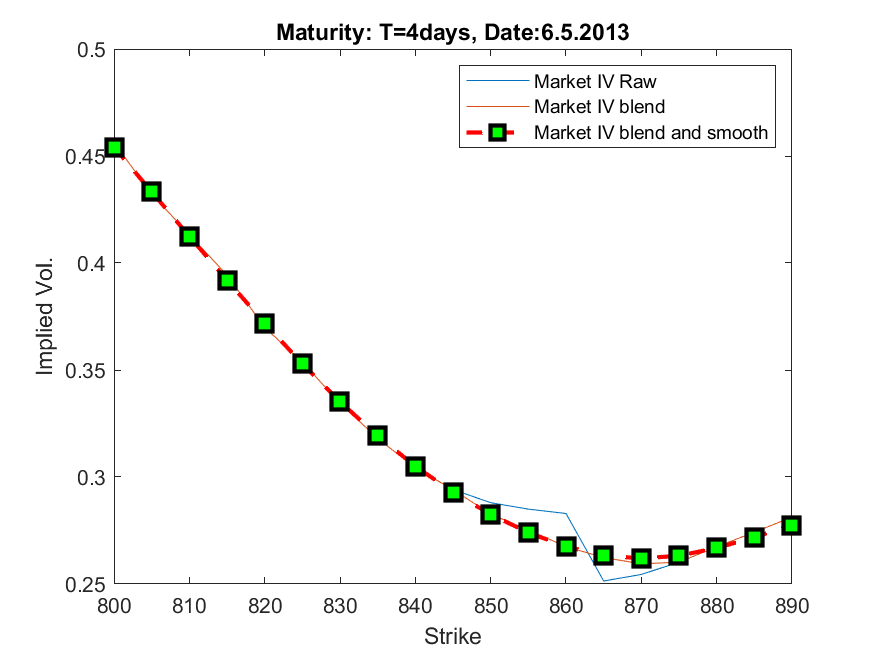 Maturity: T=4days, Date:6.5.2013
Market IV Raw
Market IV blend
Market IV blend and smooth
Implied Vol.
0.5
0.45
0.4
0.35
0.3
0.25
800 810 820 830 840 850 860 870 880 890
Strike